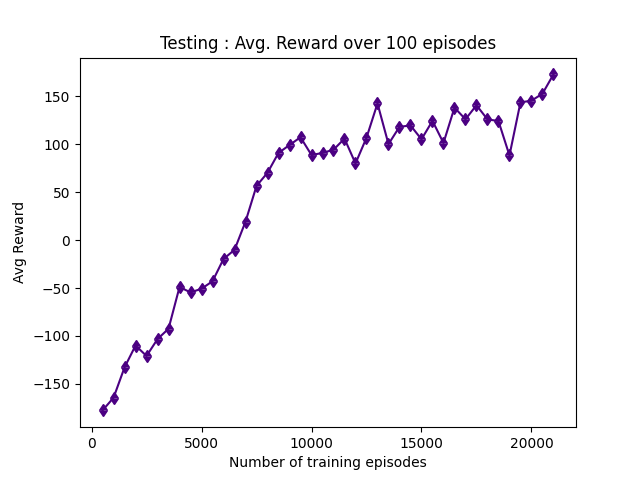 Testing : Avg. Reward over 100 episodes
150
100
50
0
−50
−100
−150
Avg Reward
0 5000 10000 15000 20000
Number of training episodes